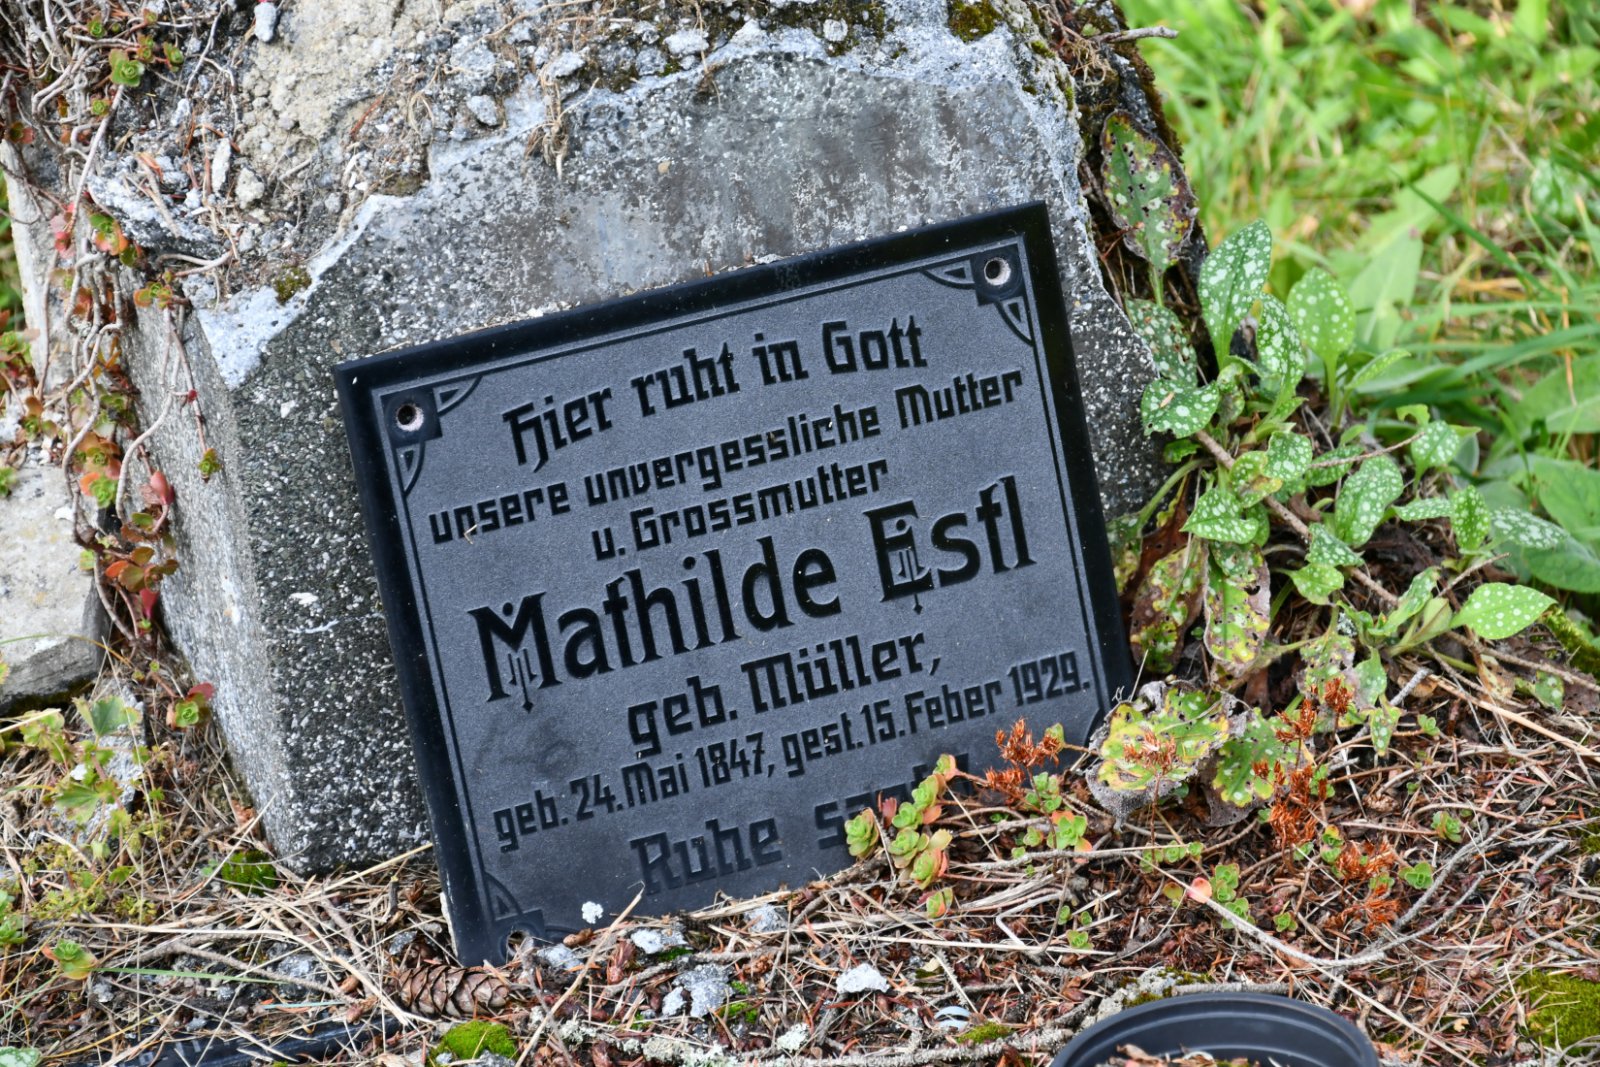 Hier ruht in Gott
unsere unvergessliche Mutter
u. Grossmutter
Mathilde Estl
geb. Müller,
geb. 24. Mai 1847, gest. 15. Feber 1929.
Ruhe sanft!